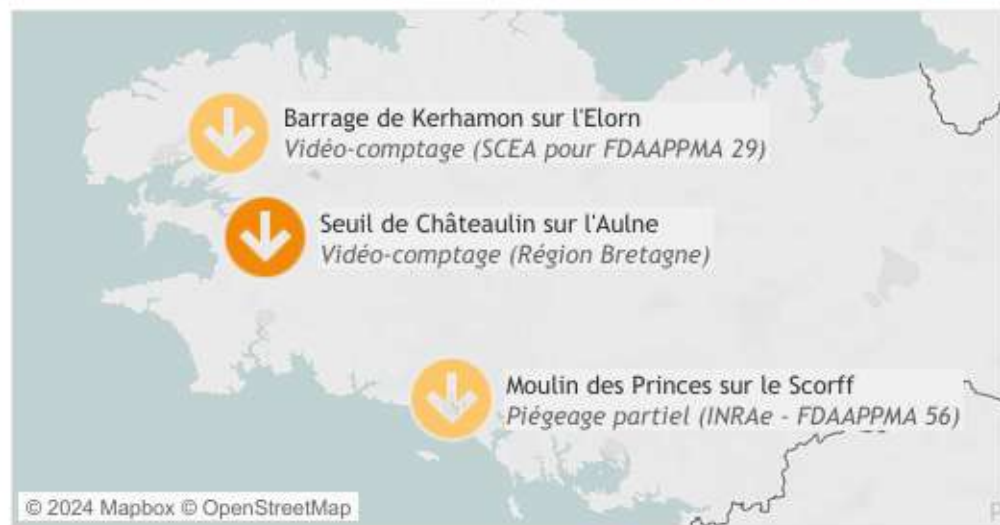 Barrage de Kerhamon sur l'Elorn
Vidéo-comptage (SCEA pour FDAAPPMA 29)
Seuil de Châteaulin sur l'Aulne
Vidéo-comptage (Région Bretagne)
Moulin des Princes sur le Scorff
Piégeage partiel (INRAe - FDAAPPMA 56)
© 2024 Mapbox © OpenStreetMap